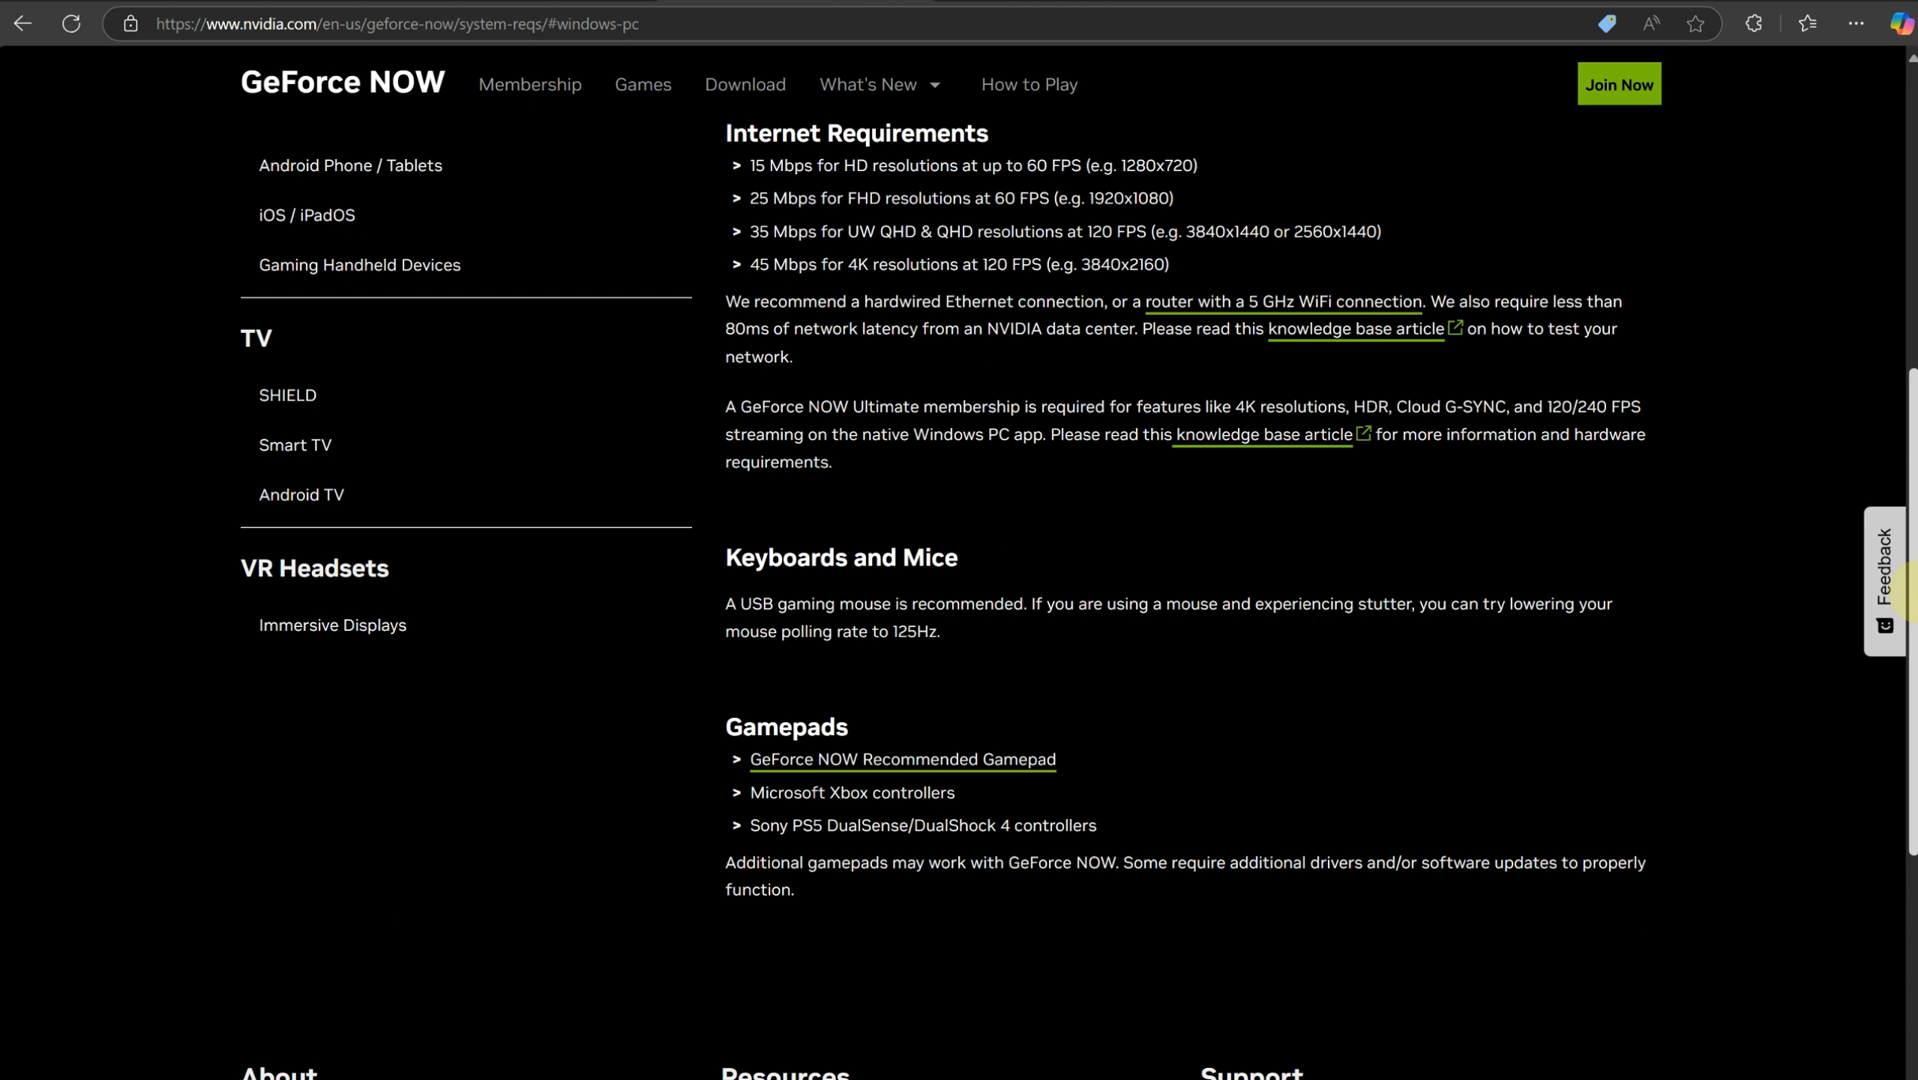 https://www.nvidia.com/en-us/geforce-now/system-reqs/#windows-pc
GeForce NOW
Membership
Games
Download
What's New
How to Play
Join Now
Android Phone / Tablets
iOS / iPadOS
Gaming Handheld Devices
TV
SHIELD
Smart TV
Android TV
VR Headsets
Immersive Displays
Internet Requirements
> 15 Mbps for HD resolutions at up to 60 FPS (e.g. 1280x720)
> 25 Mbps for FHD resolutions at 60 FPS (e.g. 1920x1080)
> 35 Mbps for UW QHD & QHD resolutions at 120 FPS (e.g. 3840x1440 or 2560x1440)
> 45 Mbps for 4K resolutions at 120 FPS (e.g. 3840x2160)
We recommend a hardwired Ethernet connection, or a router with a 5 GHz WiFi connection. We also require less than
80ms of network latency from an NVIDIA data center. Please read this knowledge base article on how to test your
network.
A GeForce NOW Ultimate membership is required for features like 4K resolutions, HDR, Cloud G-SYNC, and 120/240 FPS
streaming on the native Windows PC app. Please read this knowledge base article for more information and hardware
requirements.
Keyboards and Mice
A USB gaming mouse is recommended. If you are using a mouse and experiencing stutter, you can try lowering your
mouse polling rate to 125Hz.
Gamepads
> GeForce NOW Recommended Gamepad
> Microsoft Xbox controllers
> Sony PS5 DualSense/DualShock 4 controllers
Additional gamepads may work with GeForce NOW. Some require additional drivers and/or software updates to properly
function.
Feedback
About
Resources
Support